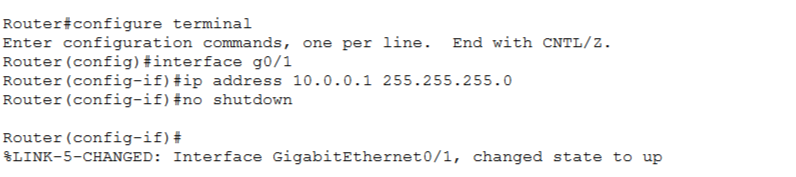 Router#configure terminal
Enter configuration commands, one per line.  End with CNTL/Z.
Router(config)#interface g0/1
Router(config-if)#ip address 10.0.0.1 255.255.255.0
Router(config-if)#no shutdown
Router(config-if)#
%LINK-5-CHANGED: Interface GigabitEthernet0/1, changed state to up